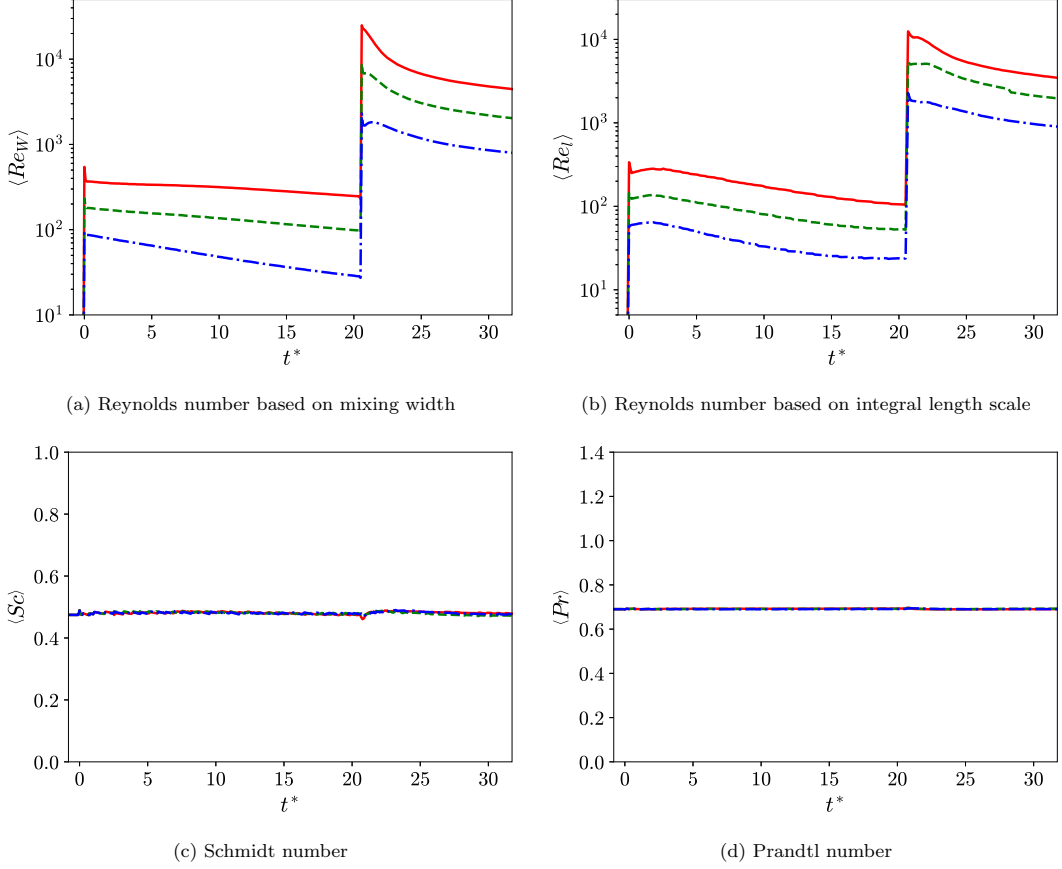 10^4
10^3
10^2
10^1
⟨Re_W⟩
0 5 10 15 20 25 30
t*
(a) Reynolds number based on mixing width
10^4
10^3
10^2
10^1
⟨Re_l⟩
0 5 10 15 20 25 30
t*
(b) Reynolds number based on integral length scale
1.0
0.8
0.6
0.4
0.2
0.0
⟨Sc⟩
0 5 10 15 20 25 30
t*
(c) Schmidt number
1.4
1.2
1.0
0.8
0.6
0.4
0.2
0.0
⟨Pr⟩
0 5 10 15 20 25 30
t*
(d) Prandtl number